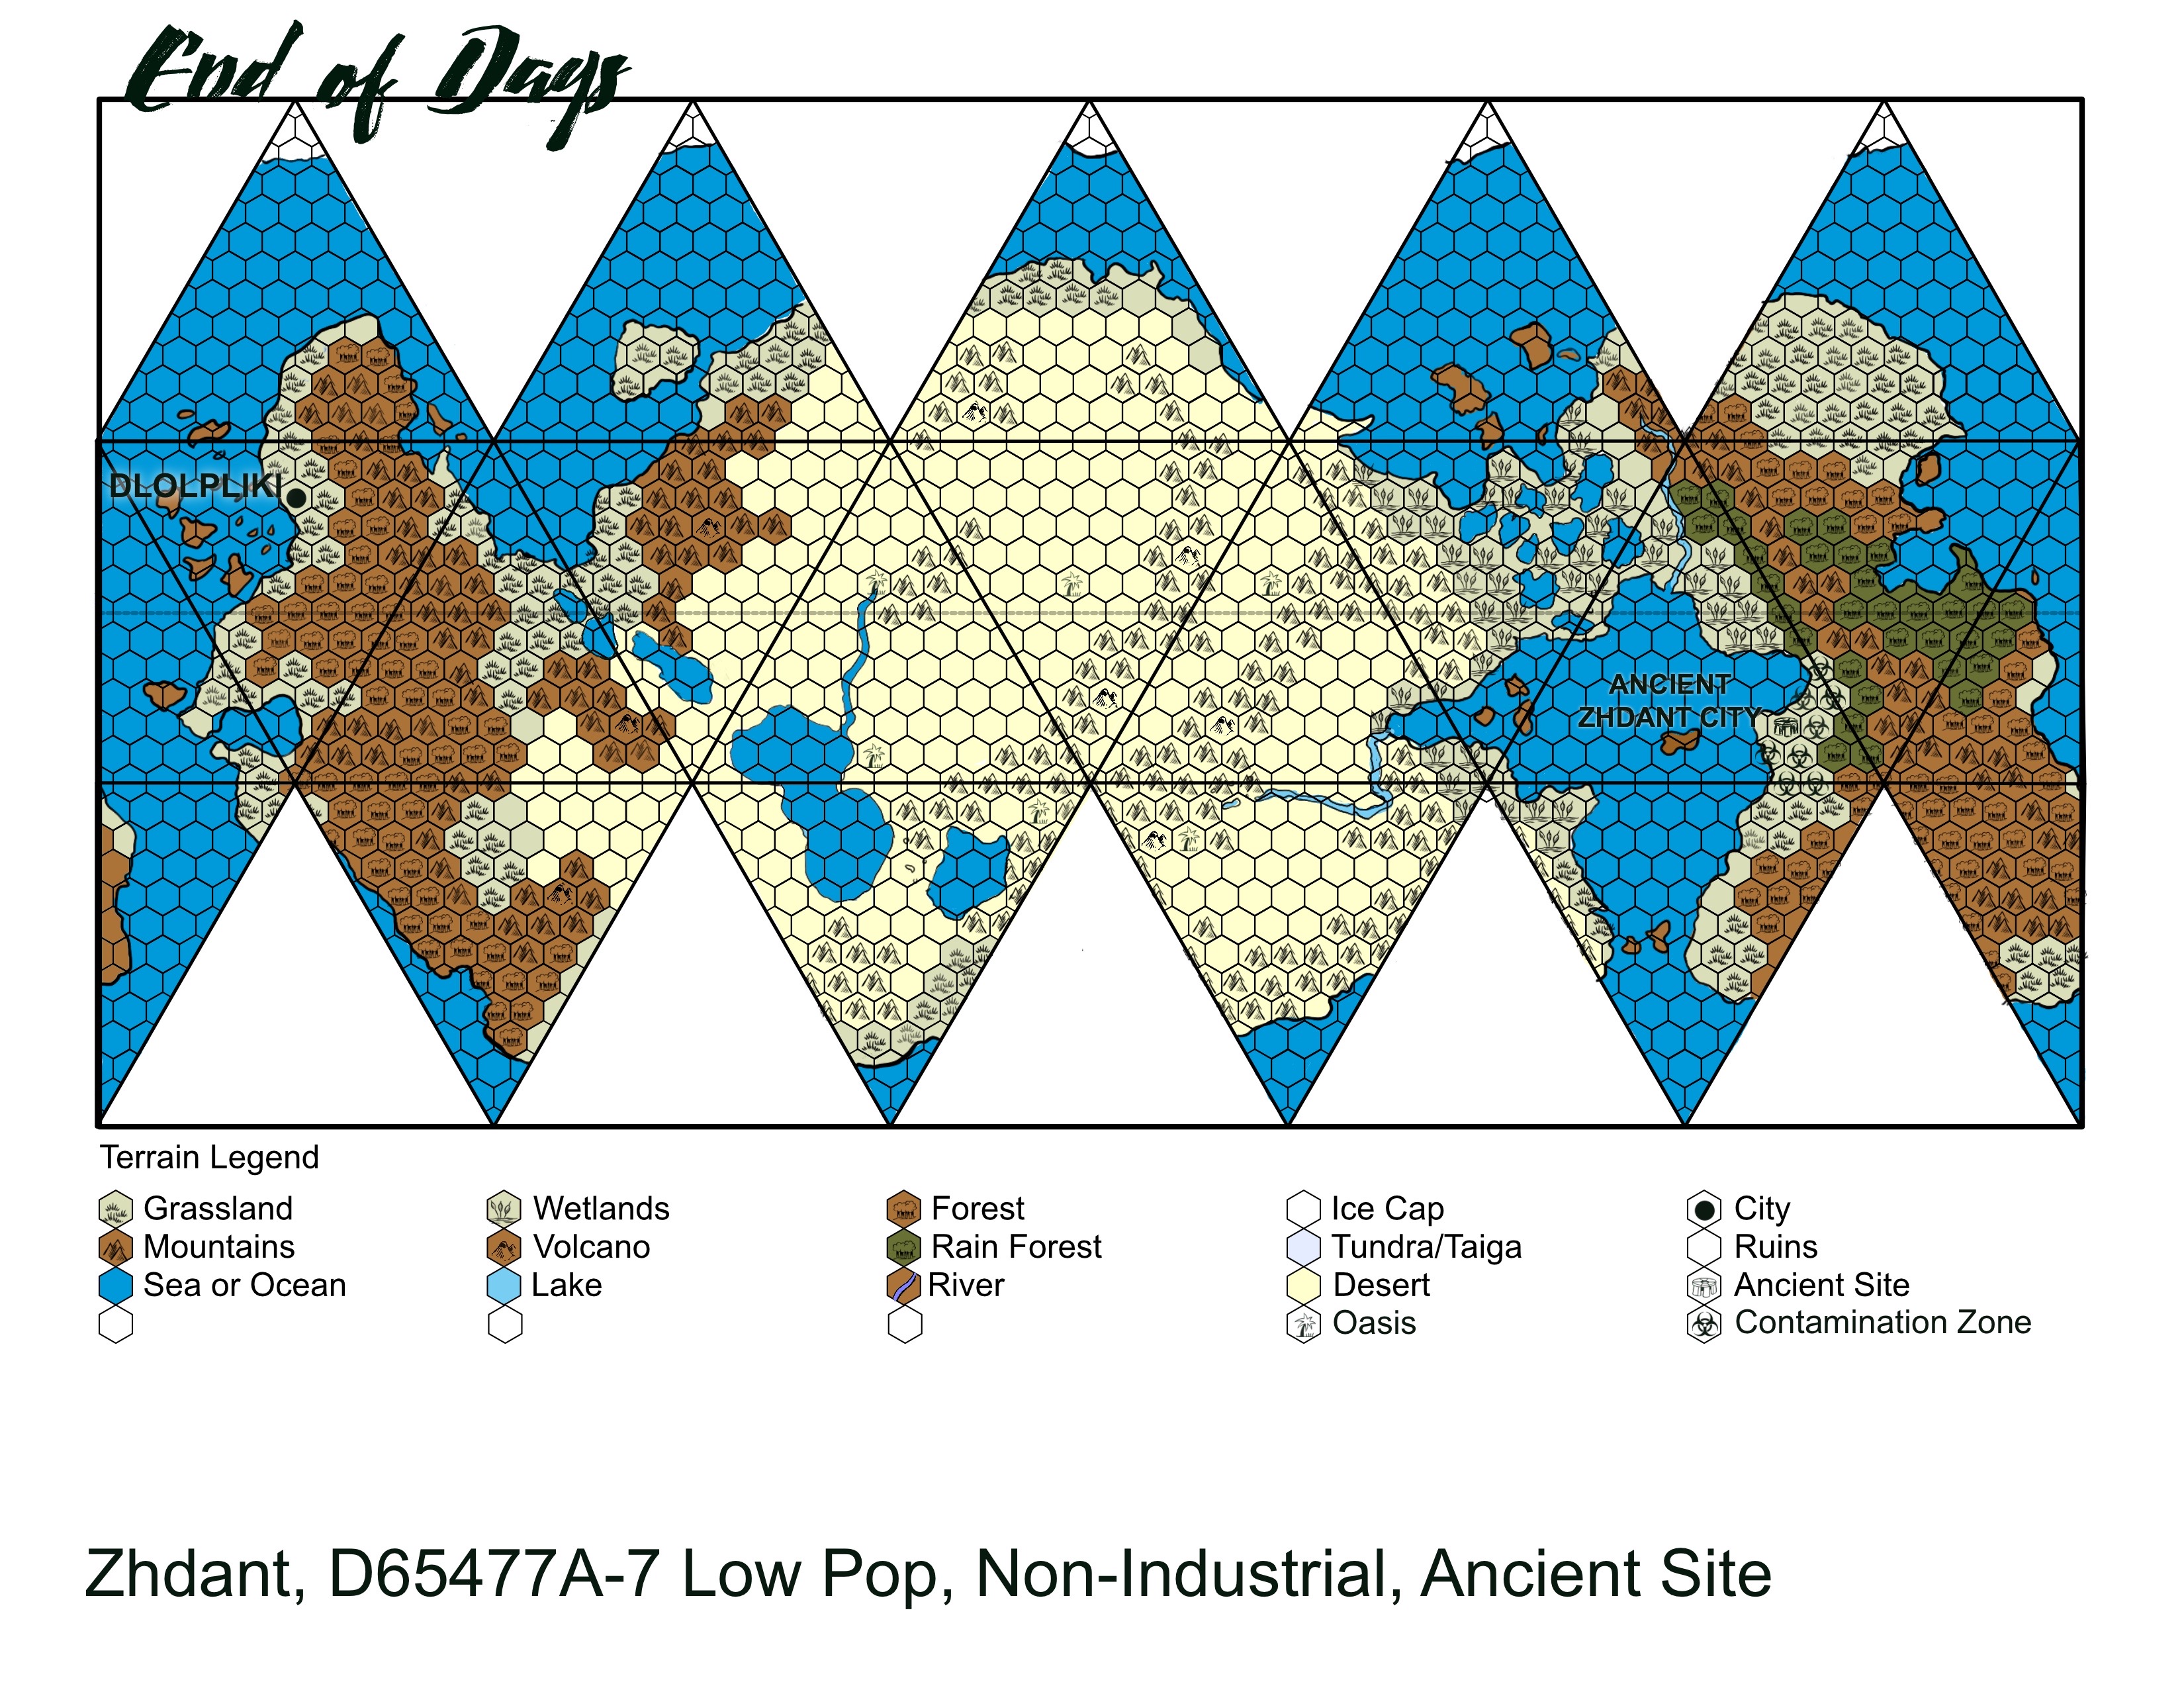 End of Days
DLOLPLIKI
ANCIENT
ZHDANT CITY
Terrain Legend
Grassland
Wetlands
Forest
Ice Cap
City
Mountains
Volcano
Rain Forest
Tundra/Taiga
Ruins
Sea or Ocean
Lake
River
Desert
Ancient Site
Oasis
Contamination Zone
Zhdant, D65477A-7 Low Pop, Non-Industrial, Ancient Site